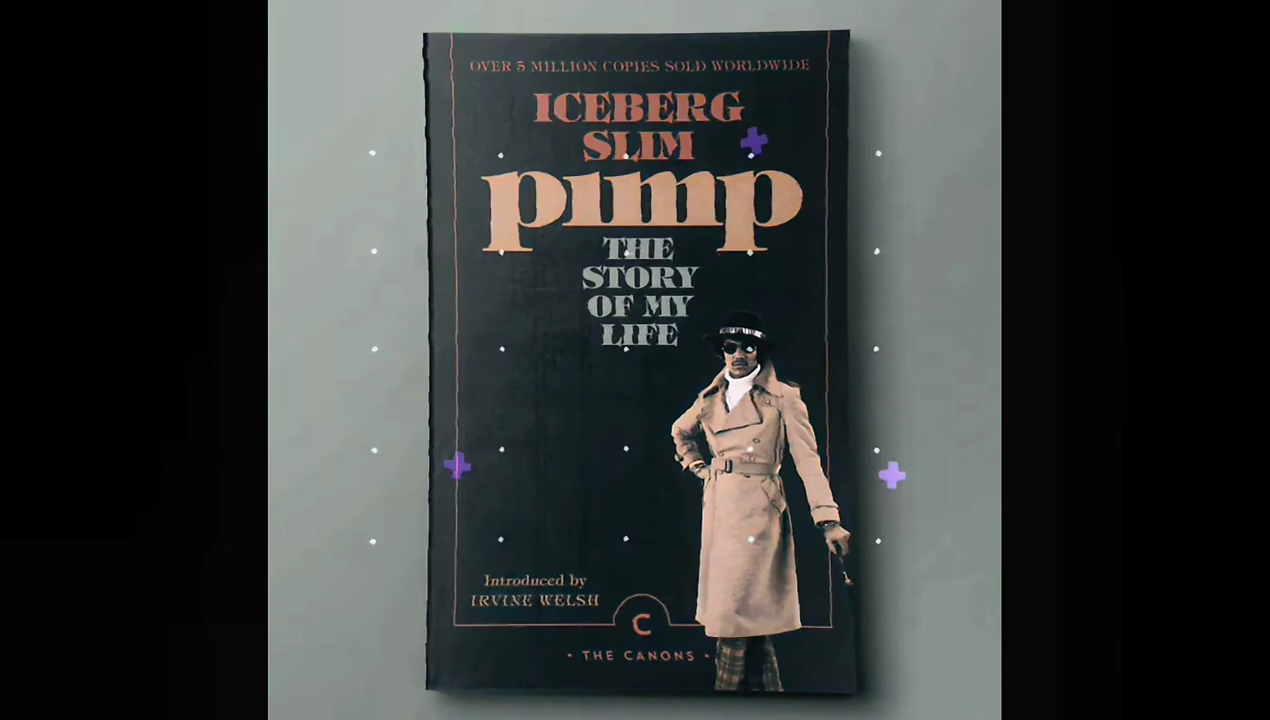 OVER 5 MILLION COPIES SOLD WORLDWIDE
ICEBERG
SLIM
pimp
THE
STORY
OF MY
LIFE
Introduced by
IRVINE WELSH
C
· THE CANONS ·